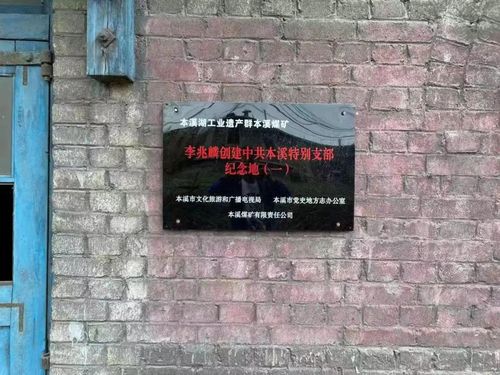 本溪湖工业遗产群本溪煤矿
李兆麟创建中共本溪特别支部
纪念地（一）
本溪市文化旅游和广播电视局 本溪市党史地方志办公室
本溪煤矿有限责任公司